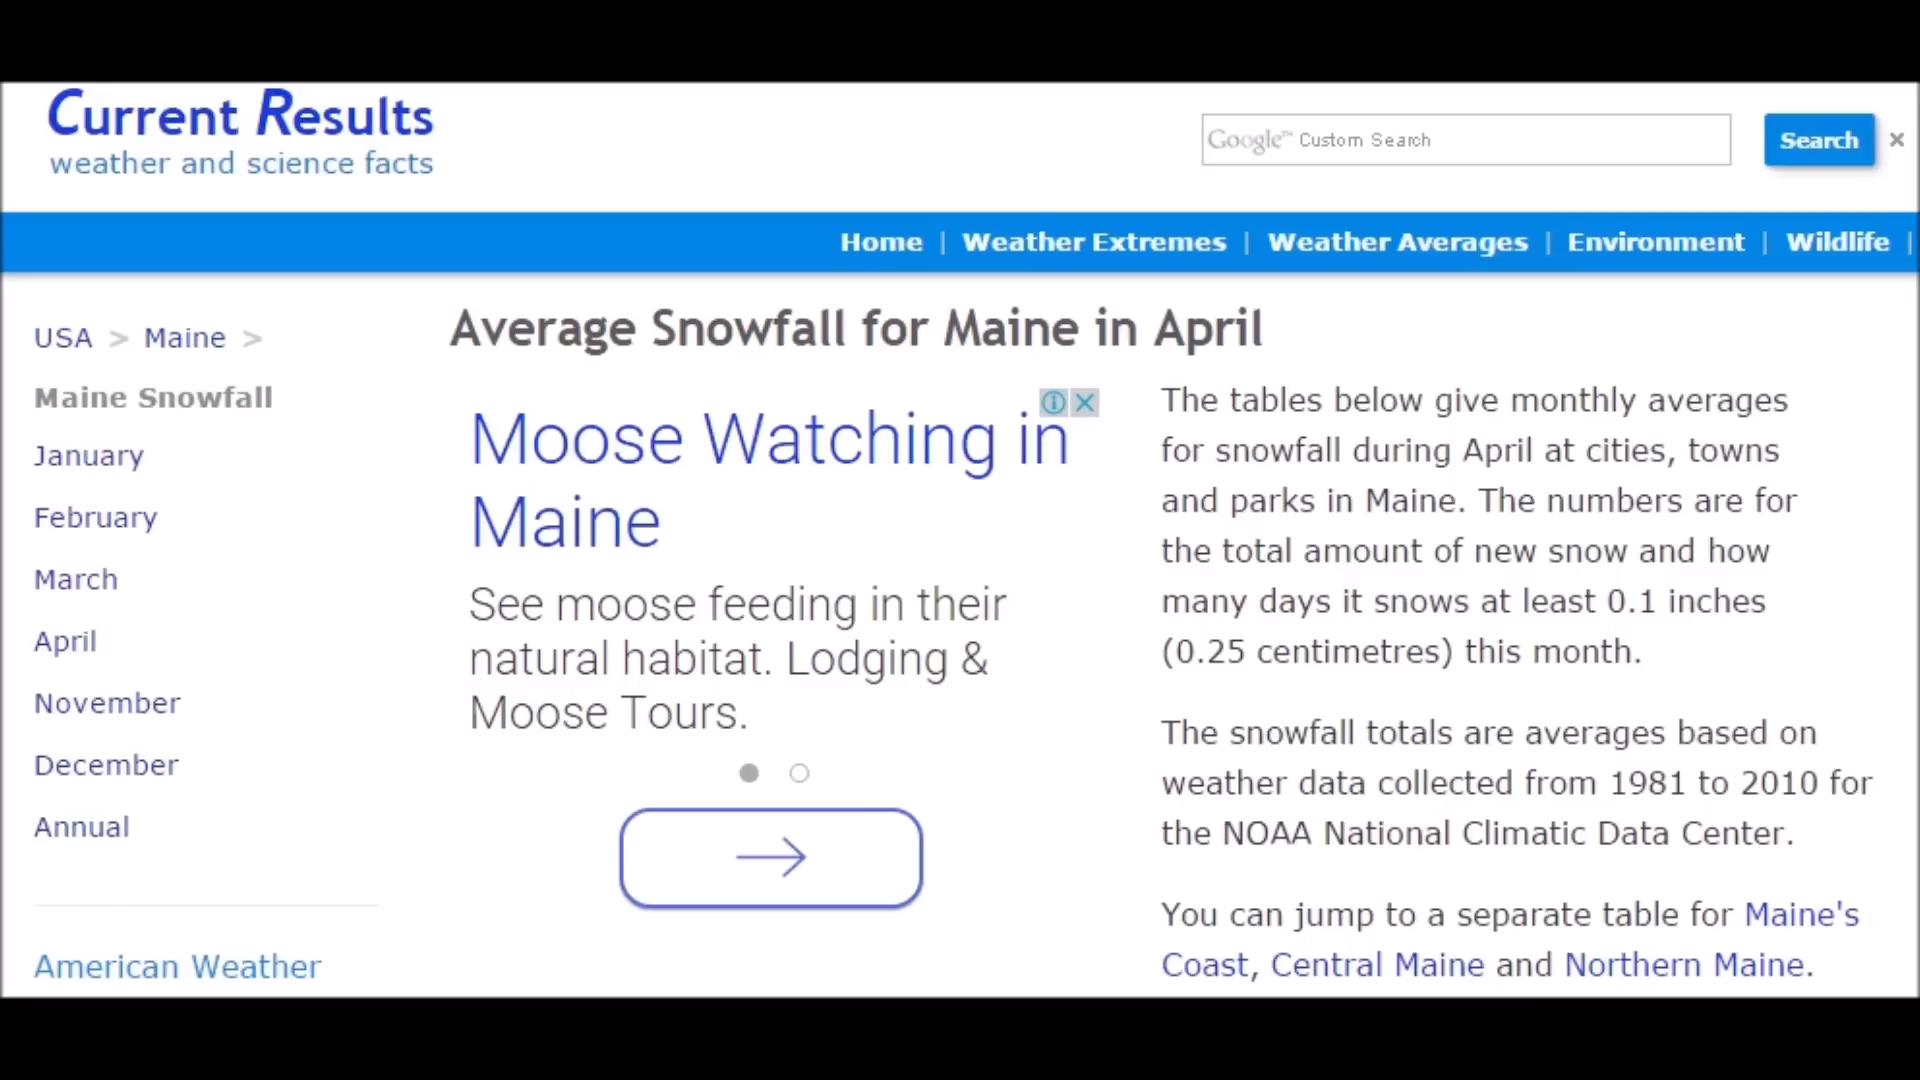 Current Results
weather and science facts
Google™ Custom Search
Search
×
Home | Weather Extremes | Weather Averages | Environment | Wildlife |
USA > Maine >
Maine Snowfall
January
February
March
April
November
December
Annual
American Weather
Average Snowfall for Maine in April
Moose Watching in
Maine
See moose feeding in their
natural habitat. Lodging &
Moose Tours.
The tables below give monthly averages
for snowfall during April at cities, towns
and parks in Maine. The numbers are for
the total amount of new snow and how
many days it snows at least 0.1 inches
(0.25 centimetres) this month.
The snowfall totals are averages based on
weather data collected from 1981 to 2010 for
the NOAA National Climatic Data Center.
You can jump to a separate table for Maine's
Coast, Central Maine and Northern Maine.